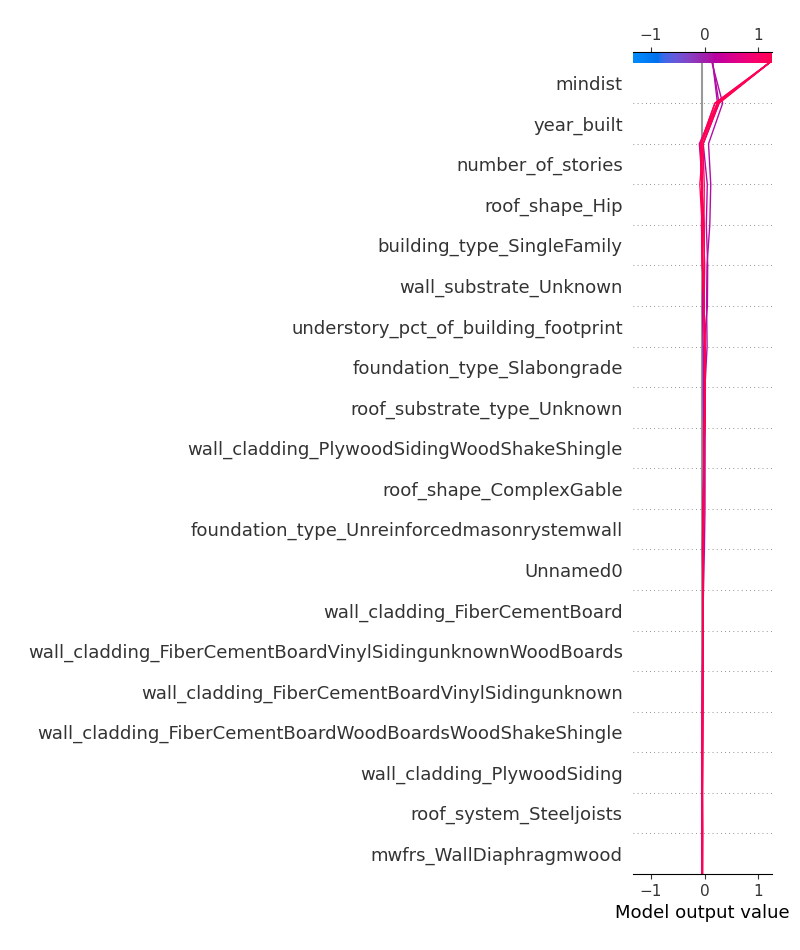 −1 0 1
mindist
year_built
number_of_stories
roof_shape_Hip
building_type_SingleFamily
wall_substrate_Unknown
understory_pct_of_building_footprint
foundation_type_Slabongrade
roof_substrate_type_Unknown
wall_cladding_PlywoodSidingWoodShakeShingle
roof_shape_ComplexGable
foundation_type_Unreinforcedmasonrystemwall
Unnamed0
wall_cladding_FiberCementBoard
wall_cladding_FiberCementBoardVinylSidingunknownWoodBoards
wall_cladding_FiberCementBoardVinylSidingunknown
wall_cladding_FiberCementBoardWoodBoardsWoodShakeShingle
wall_cladding_PlywoodSiding
roof_system_Steeljoists
mwfrs_WallDiaphragmwood
−1 0 1
Model output value